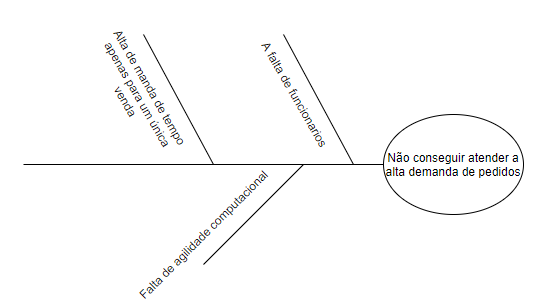 Alta de manda de tempo
apenas para um única
venda
A falta de funcionarios
Não conseguir atender a
alta demanda de pedidos
Falta de agilidade computacional